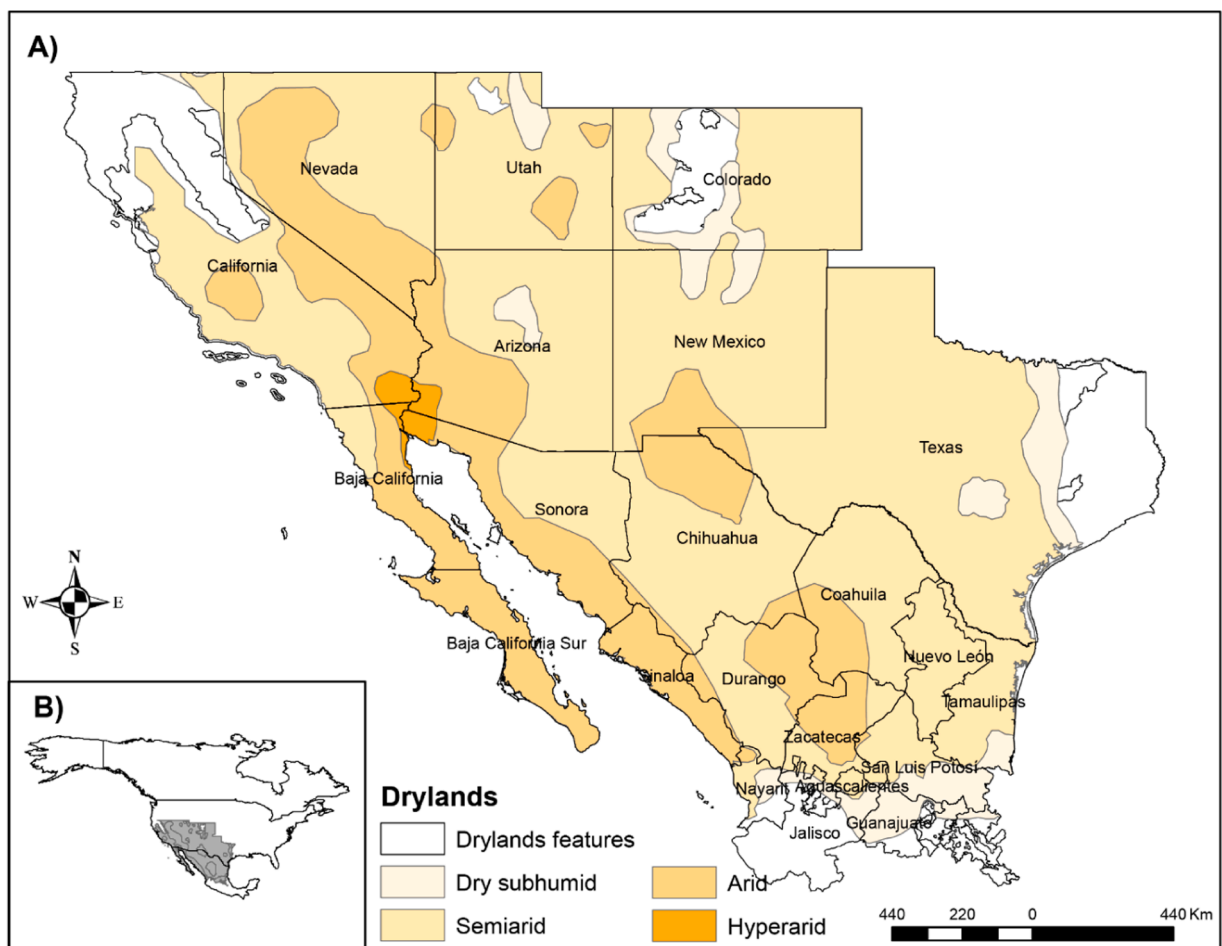 A)
Nevada
Utah
Colorado
California
Arizona
New Mexico
Texas
Baja California
Sonora
Chihuahua
N
W E
S
Coahuila
Baja California Sur
Nuevo León
Sinaloa
Durango
Tamaulipas
B)
Zacatecas
San Luis Potosí
Nayarit
Aguascalientes
Guanajuato
Jalisco
Drylands
Drylands features
Dry subhumid
Arid
Semiarid
Hyperarid
440 220 0 440 Km